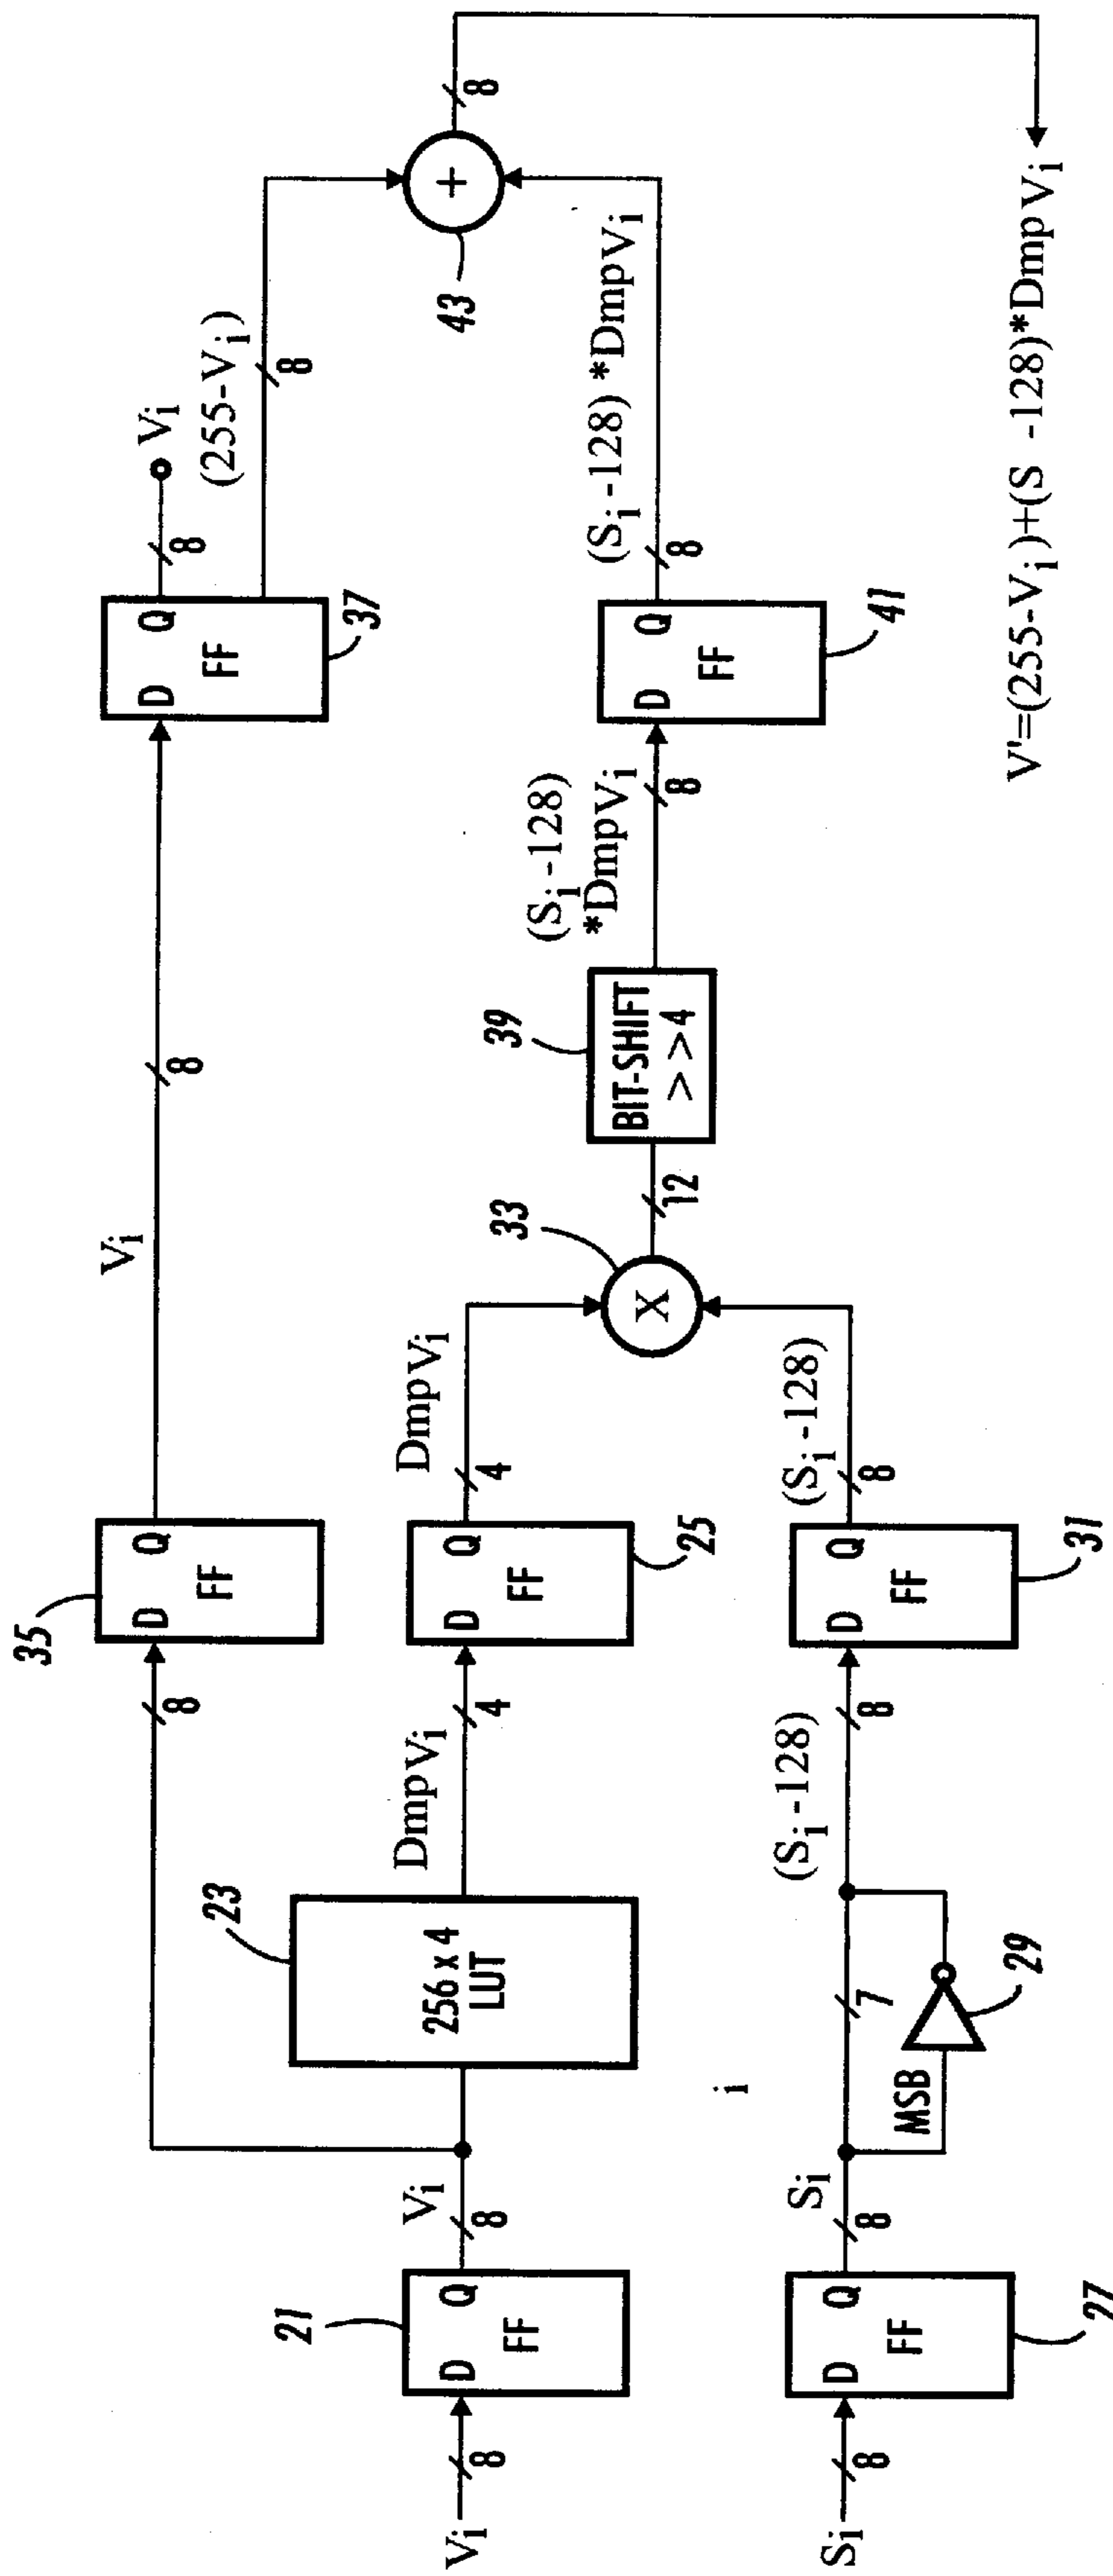 Vi
8
D Q
FF
21
Vi
8
256 x 4
LUT
23
8
D Q
FF
35
Vi
8
D Q
FF
37
8
Vi
(255-Vi)
8
DmpVi
4
D Q
FF
25
DmpVi
4
X
33
12
BIT-SHIFT
>>4
39
(Si-128)
*DmpVi
8
D Q
FF
41
(Si-128) *DmpVi
8
+
43
8
Si
8
D Q
FF
27
Si
8
i
MSB
7
29
(Si-128)
8
D Q
FF
31
(Si-128)
8
V'=(255-Vi)+(S -128)*DmpVi